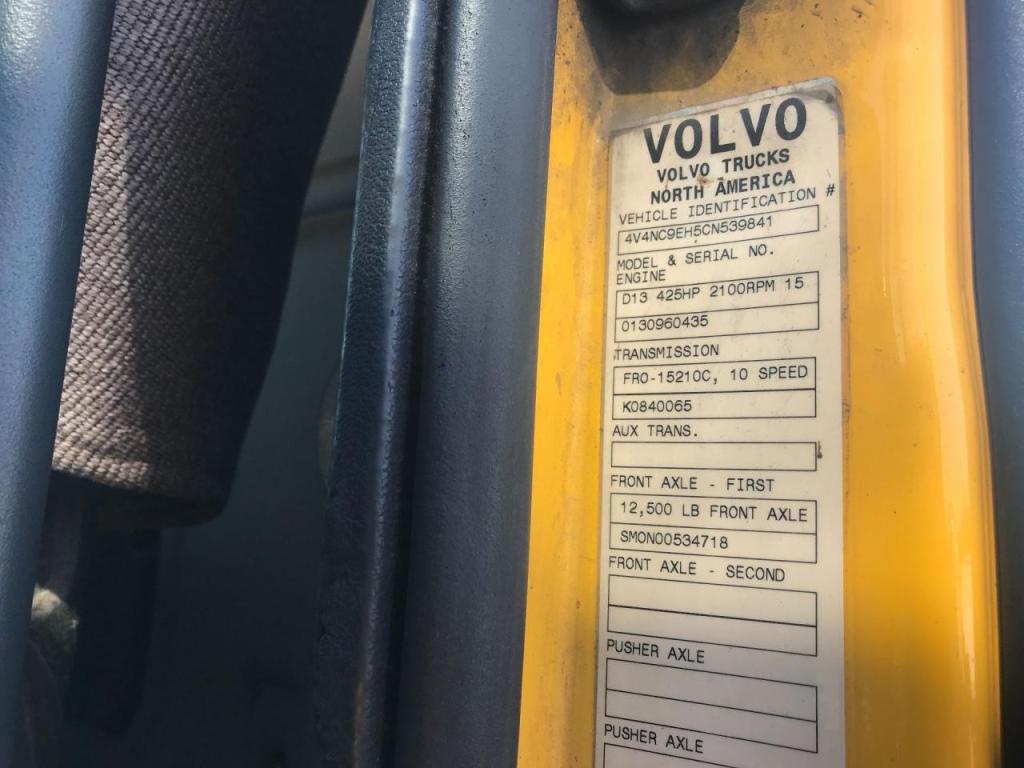 VOLVO
VOLVO TRUCKS
NORTH AMERICA
VEHICLE IDENTIFICATION #
4V4NC9EH5CN539841
MODEL & SERIAL NO.
ENGINE
D13 425HP 2100RPM 15
0130960435
TRANSMISSION
FRO-15210C, 10 SPEED
K0840065
AUX TRANS.
FRONT AXLE - FIRST
12,500 LB FRONT AXLE
SMON00534718
FRONT AXLE - SECOND
PUSHER AXLE
PUSHER AXLE